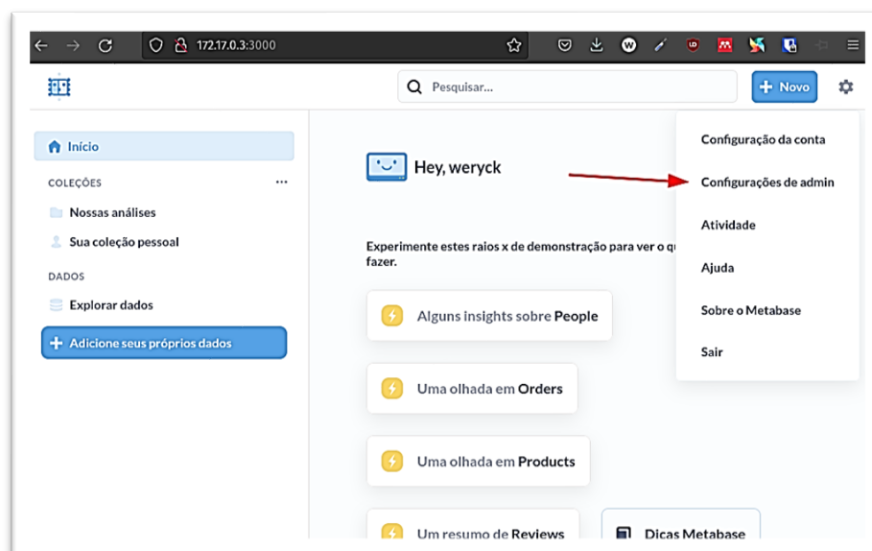 172.17.0.3:3000
Pesquisar...
+ Novo
Início
COLEÇÕES
...
Nossas análises
Sua coleção pessoal
DADOS
Explorar dados
+ Adicione seus próprios dados
Hey, weryck
Experimente estes raios x de demonstração para ver o q
fazer.
Alguns insights sobre People
Uma olhada em Orders
Uma olhada em Products
Um resumo de Reviews
Dicas Metabase
Configuração da conta
Configurações de admin
Atividade
Ajuda
Sobre o Metabase
Sair